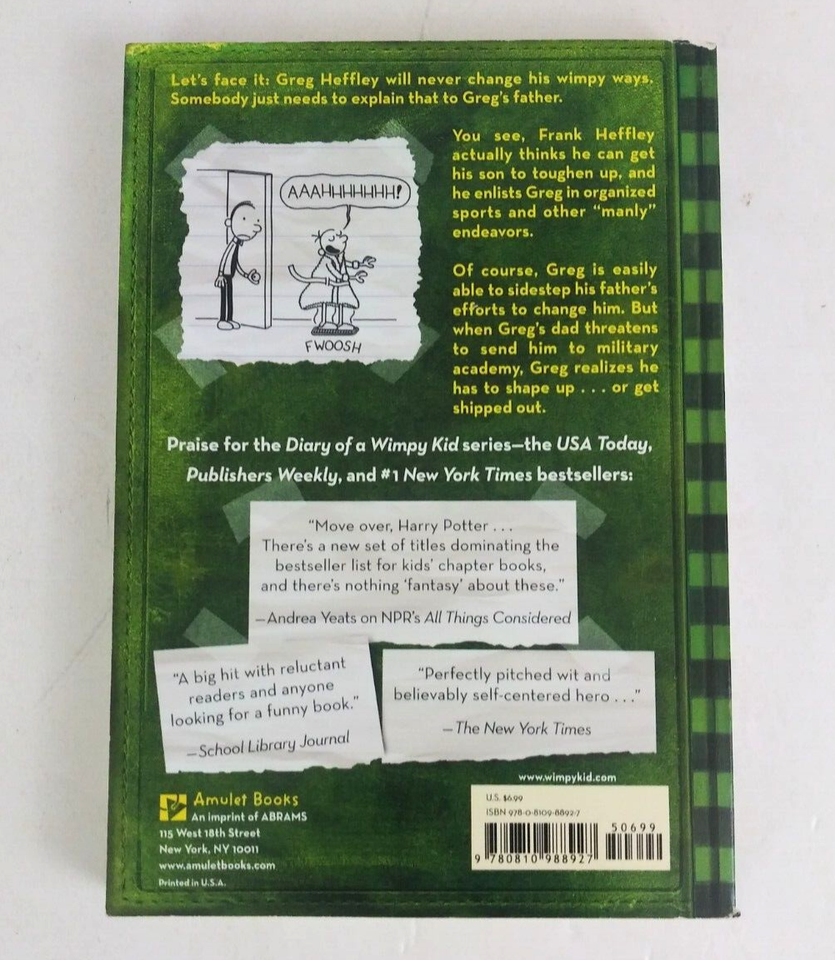 Let's face it: Greg Heffley will never change his wimpy ways.
Somebody just needs to explain that to Greg's father.
AAAHHHHHHH!
FWOOSH
You see, Frank Heffley
actually thinks he can get
his son to toughen up, and
he enlists Greg in organized
sports and other “manly”
endeavors.
Of course, Greg is easily
able to sidestep his father's
efforts to change him. But
when Greg's dad threatens
to send him to military
academy, Greg realizes he
has to shape up . . . or get
shipped out.
Praise for the Diary of a Wimpy Kid series—the USA Today,
Publishers Weekly, and #1 New York Times bestsellers:
“Move over, Harry Potter . . .
There's a new set of titles dominating the
bestseller list for kids' chapter books,
and there's nothing ‘fantasy’ about these.”
—Andrea Yeats on NPR's All Things Considered
“A big hit with reluctant
readers and anyone
looking for a funny book.”
—School Library Journal
“Perfectly pitched wit and
believably self-centered hero . . .”
—The New York Times
www.wimpykid.com
Amulet Books
An imprint of ABRAMS
115 West 18th Street
New York, NY 10011
www.amuletbooks.com
Printed in U.S.A.
U.S. $6.99
ISBN 978-0-8109-8892-7
50699
9 780810 988927